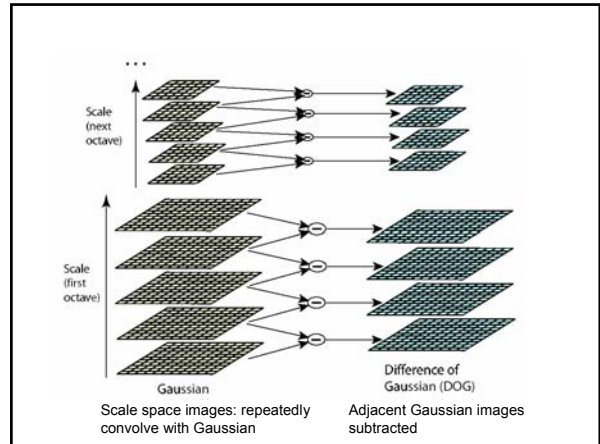 ...
Scale
(next
octave)
Scale
(first
octave)
Gaussian
Difference of
Gaussian (DOG)
Scale space images: repeatedly
convolve with Gaussian
Adjacent Gaussian images
subtracted